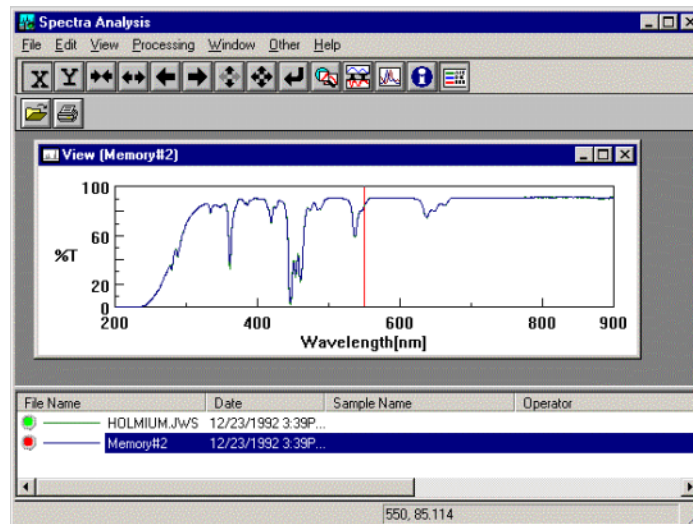 Spectra Analysis
File Edit View Processing Window Other Help
X Y
View (Memory#2)
100
60
%T
20
0
200 400 600 800 900
Wavelength[nm]
File Name Date Sample Name Operator
HOLMIUM.JWS 12/23/1992 3:39P...
Memory#2 12/23/1992 3:39P...
550, 85.114